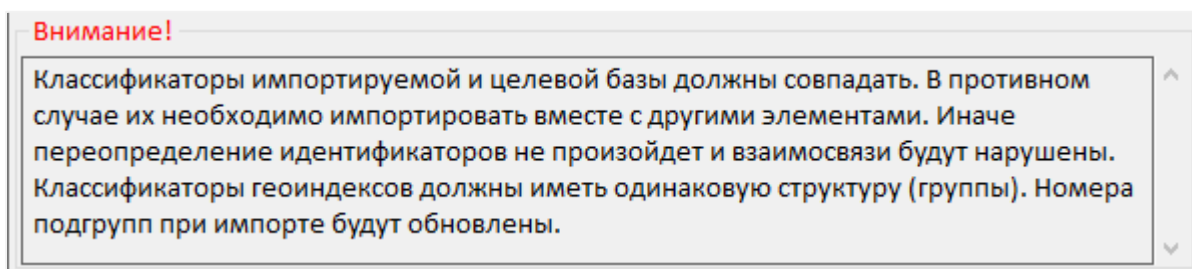 Внимание!
Классификаторы импортируемой и целевой базы должны совпадать. В противном
случае их необходимо импортировать вместе с другими элементами. Иначе
переопределение идентификаторов не произойдет и взаимосвязи будут нарушены.
Классификаторы геоиндексов должны иметь одинаковую структуру (группы). Номера
подгрупп при импорте будут обновлены.